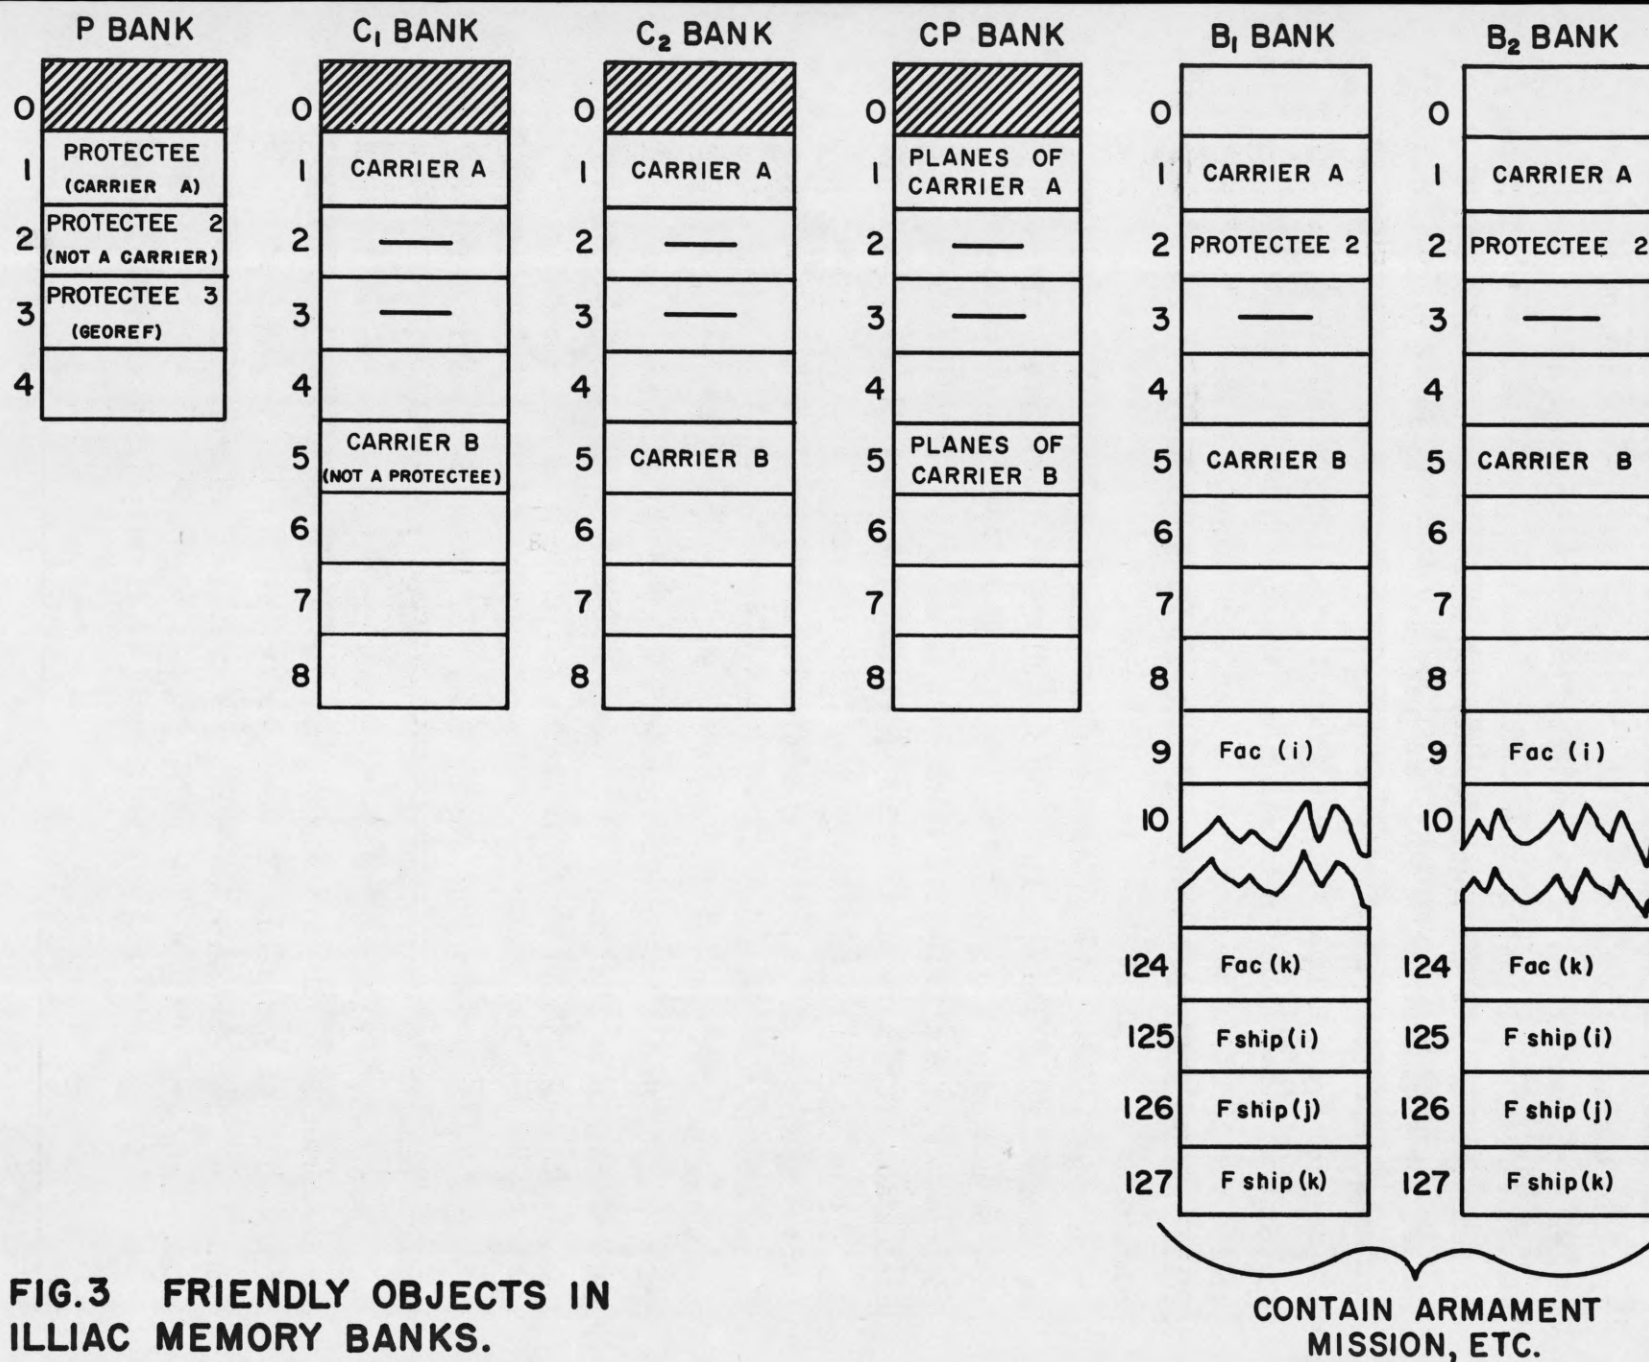 P BANK
0
1 PROTECTEE
(CARRIER A)
2 PROTECTEE 2
(NOT A CARRIER)
3 PROTECTEE 3
(GEOREF)
4
C₁ BANK
0
1 CARRIER A
2 —
3 —
4
5 CARRIER B
(NOT A PROTECTEE)
6
7
8
C₂ BANK
0
1 CARRIER A
2 —
3 —
4
5 CARRIER B
6
7
8
CP BANK
0
1 PLANES OF
CARRIER A
2 —
3 —
4
5 PLANES OF
CARRIER B
6
7
8
B₁ BANK
0
1 CARRIER A
2 PROTECTEE 2
3 —
4
5 CARRIER B
6
7
8
9 Fac (i)
10
124 Fac (k)
125 F ship (i)
126 F ship (j)
127 F ship (k)
B₂ BANK
0
1 CARRIER A
2 PROTECTEE 2
3 —
4
5 CARRIER B
6
7
8
9 Fac (i)
10
124 Fac (k)
125 F ship (i)
126 F ship (j)
127 F ship (k)
CONTAIN ARMAMENT
MISSION, ETC.
FIG.3 FRIENDLY OBJECTS IN
ILLIAC MEMORY BANKS.